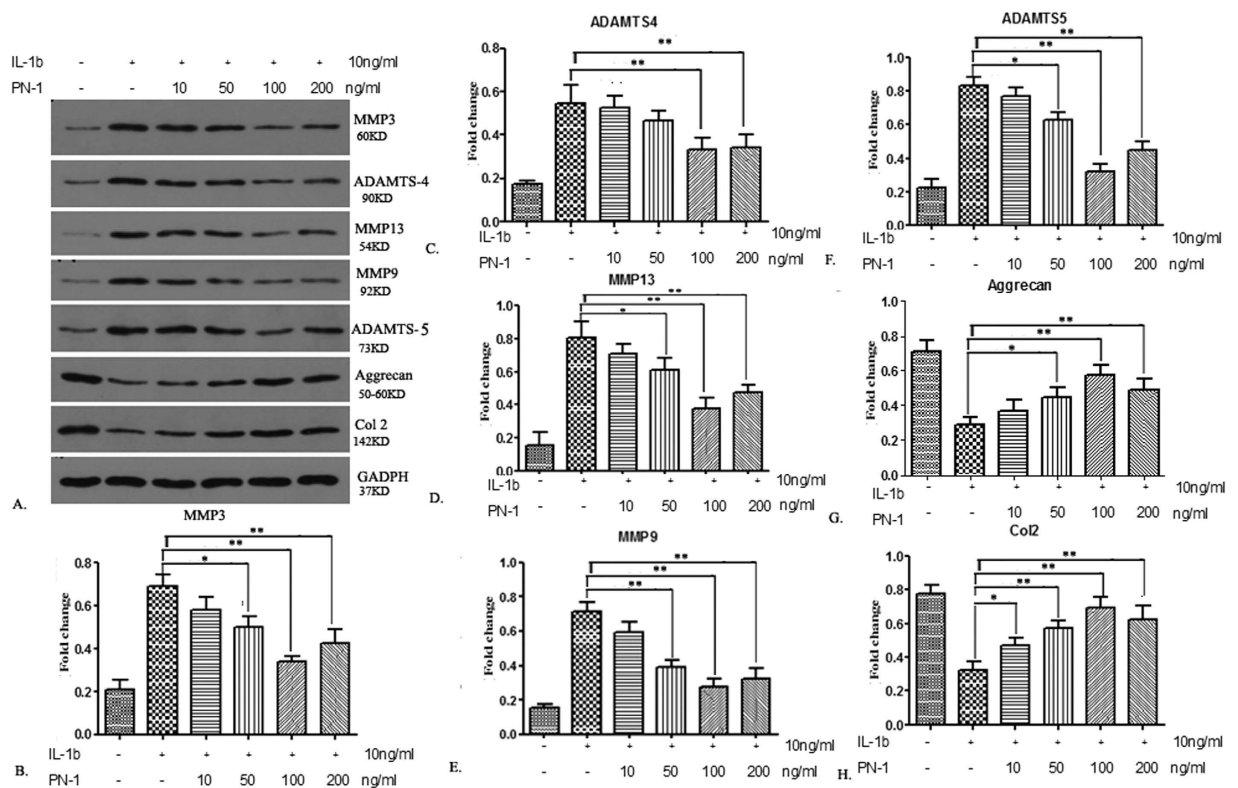 IL-1b - + + + + + 10ng/ml
PN-1 - - 10 50 100 200 ng/ml
MMP3
60KD
ADAMTS-4
90KD
MMP13
54KD
MMP9
92KD
ADAMTS-5
73KD
Aggrecan
50-60KD
Col 2
142KD
GADPH
37KD
A.
MMP3
Fold change
0.8
0.6
0.4
0.2
0.0
* ** **
IL-1b - + + + + + 10ng/ml
PN-1 - - 10 50 100 200 ng/ml
B.
ADAMTS4
Fold change
0.8
0.6
0.4
0.2
0.0
** **
IL-1b - + + + + + 10ng/ml
PN-1 - - 10 50 100 200 ng/ml
C.
MMP13
Fold change
1.0
0.8
0.6
0.4
0.2
0.0
* ** **
IL-1b - + + + + + 10ng/ml
PN-1 - - 10 50 100 200 ng/ml
D.
MMP9
Fold change
1.0
0.8
0.6
0.4
0.2
0.0
** ** **
IL-1b - + + + + + 10ng/ml
PN-1 - - 10 50 100 200 ng/ml
E.
ADAMTS5
Fold change
1.0
0.8
0.6
0.4
0.2
0.0
* ** **
IL-1b - + + + + + 10ng/ml
PN-1 - - 10 50 100 200 ng/ml
F.
Aggrecan
Fold change
1.0
0.8
0.6
0.4
0.2
0.0
* ** **
IL-1b - + + + + + 10ng/ml
PN-1 - - 10 50 100 200 ng/ml
G.
Col2
Fold change
1.0
0.8
0.6
0.4
0.2
0.0
* ** ** **
IL-1b - + + + + + 10ng/ml
PN-1 - - 10 50 100 200 ng/ml
H.